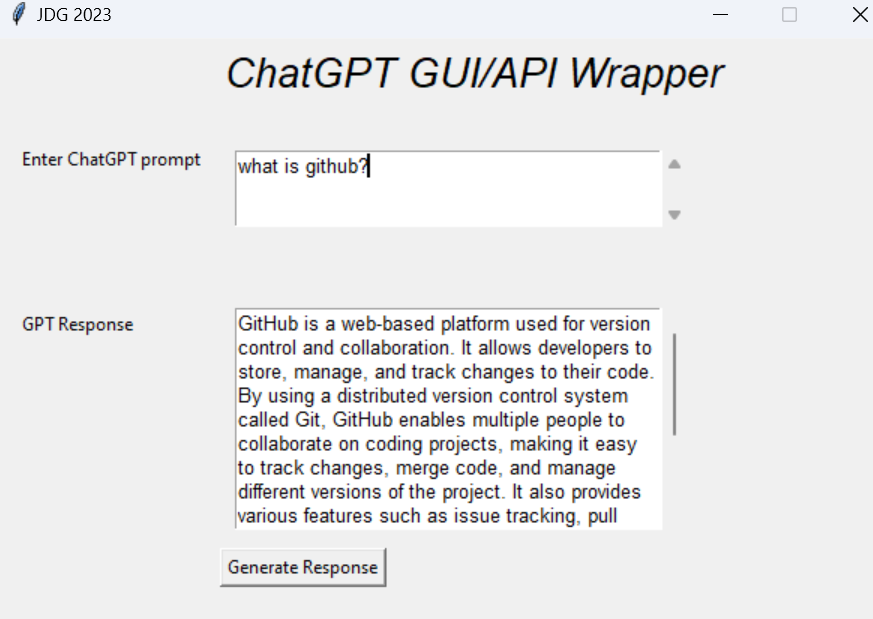 JDG 2023
ChatGPT GUI/API Wrapper
Enter ChatGPT prompt
what is github?
GPT Response
GitHub is a web-based platform used for version
control and collaboration. It allows developers to
store, manage, and track changes to their code.
By using a distributed version control system
called Git, GitHub enables multiple people to
collaborate on coding projects, making it easy
to track changes, merge code, and manage
different versions of the project. It also provides
various features such as issue tracking, pull
Generate Response